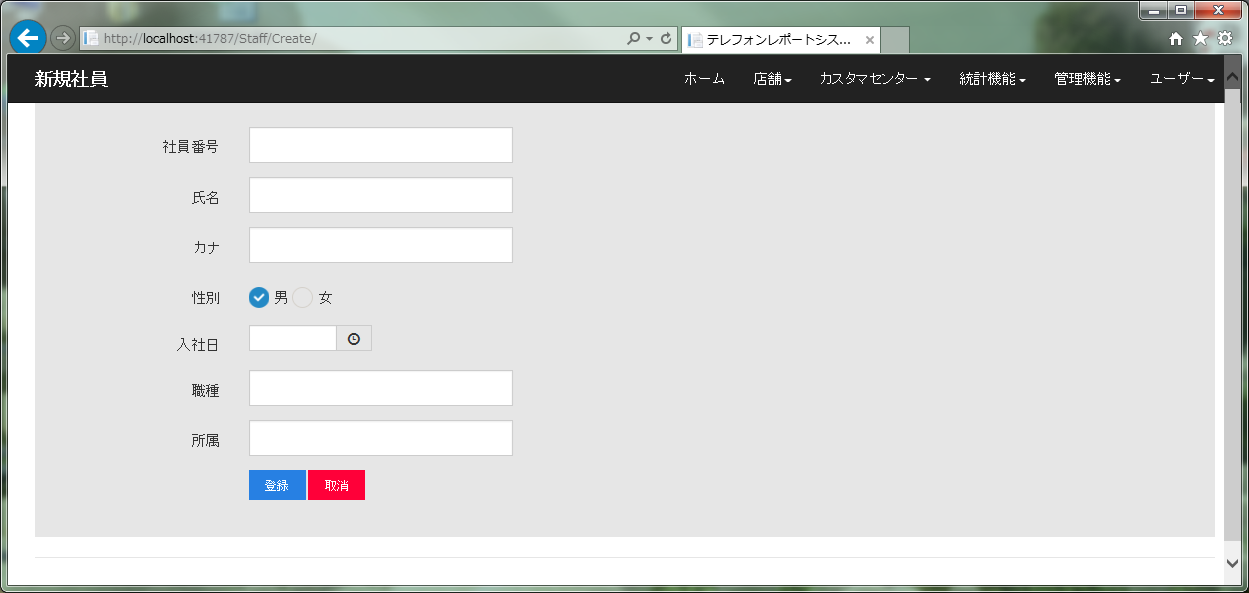 http://localhost:41787/Staff/Create/
テレフォンレポートシス...
新規社員
ホーム 店舗 カスタマセンター 統計機能 管理機能 ユーザー
社員番号
氏名
カナ
性別 男 女
入社日
職種
所属
登録 取消